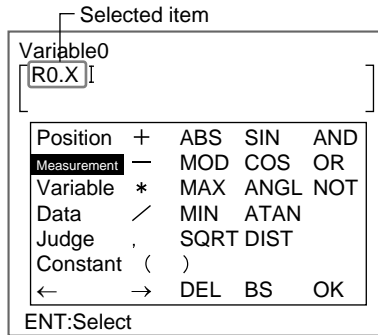 Selected item
Variable0
R0.X
Position + ABS SIN AND
Measurement − MOD COS OR
Variable * MAX ANGL NOT
Data ／ MIN ATAN
Judge , SQRT DIST
Constant ( )
← → DEL BS OK
ENT:Select